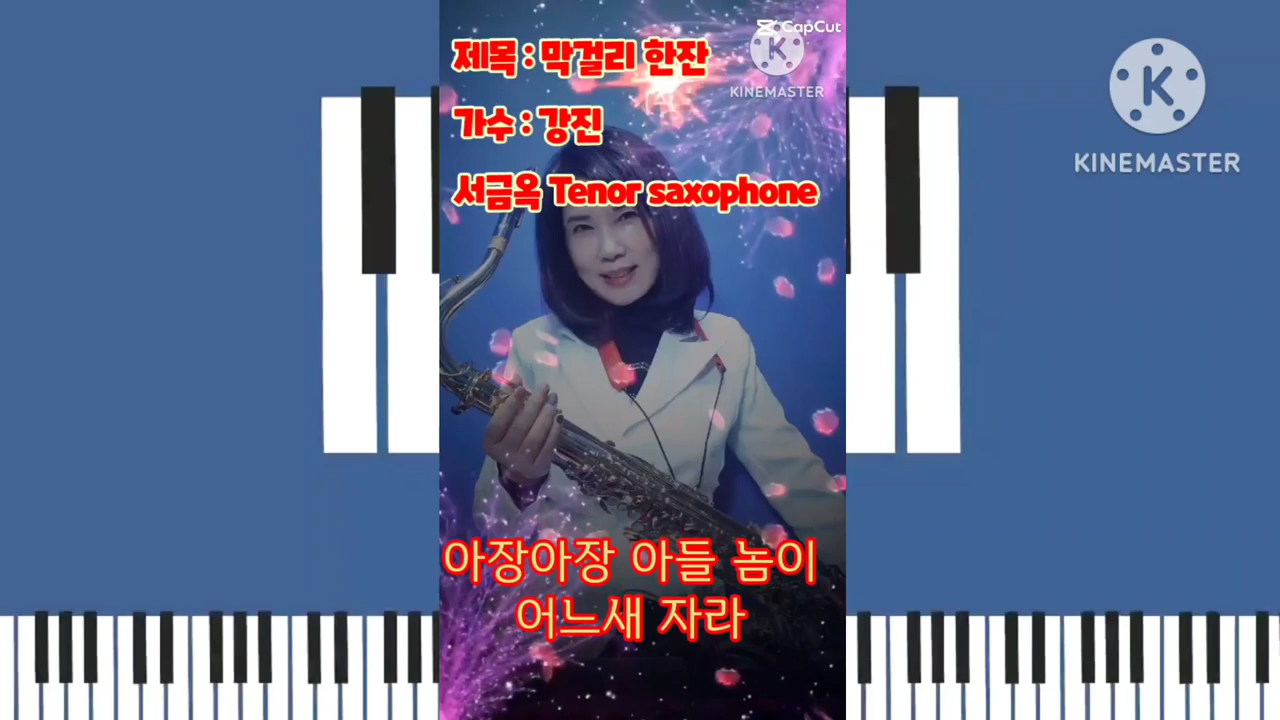 CapCut
제목 : 막걸리 한잔
KINEMASTER
가수 : 강진
서금옥 Tenor saxophone
K
KINEMASTER
아장아장 아들 놈이
어느새 자라